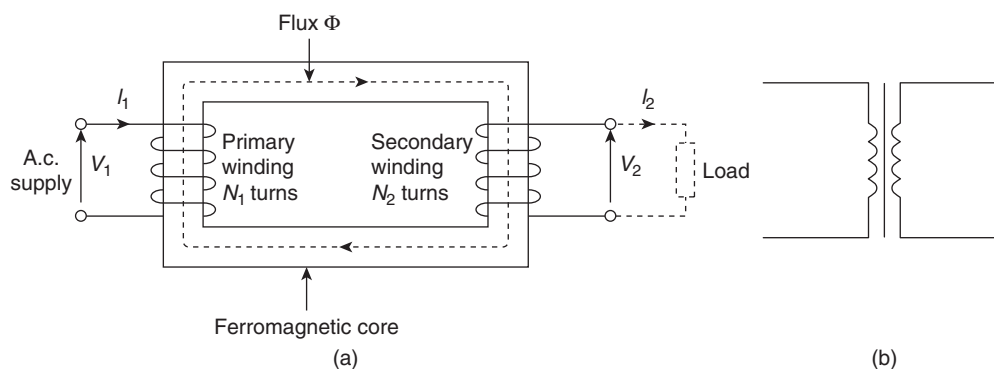 Flux Φ
I1
I2
A.c.
supply
V1
Primary
winding
N1 turns
Secondary
winding
N2 turns
V2
Load
Ferromagnetic core
(a)
(b)